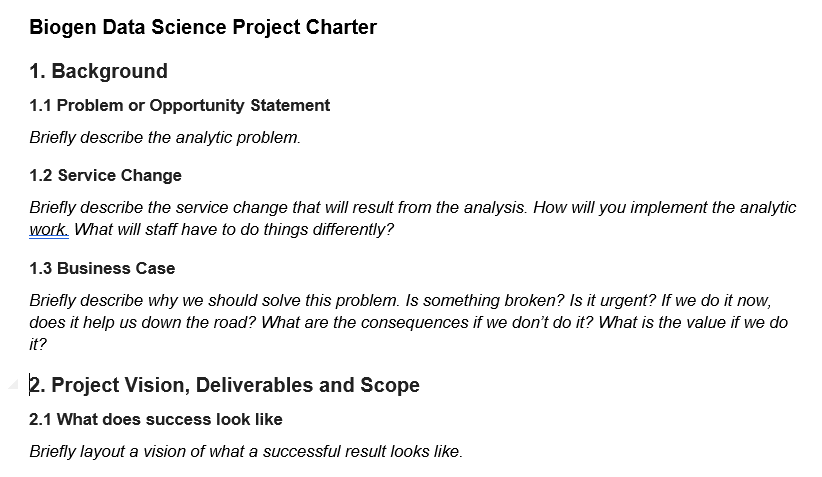 Biogen Data Science Project Charter
1. Background
1.1 Problem or Opportunity Statement
Briefly describe the analytic problem.
1.2 Service Change
Briefly describe the service change that will result from the analysis. How will you implement the analytic
work. What will staff have to do things differently?
1.3 Business Case
Briefly describe why we should solve this problem. Is something broken? Is it urgent? If we do it now,
does it help us down the road? What are the consequences if we don’t do it? What is the value if we do
it?
2. Project Vision, Deliverables and Scope
2.1 What does success look like
Briefly layout a vision of what a successful result looks like.